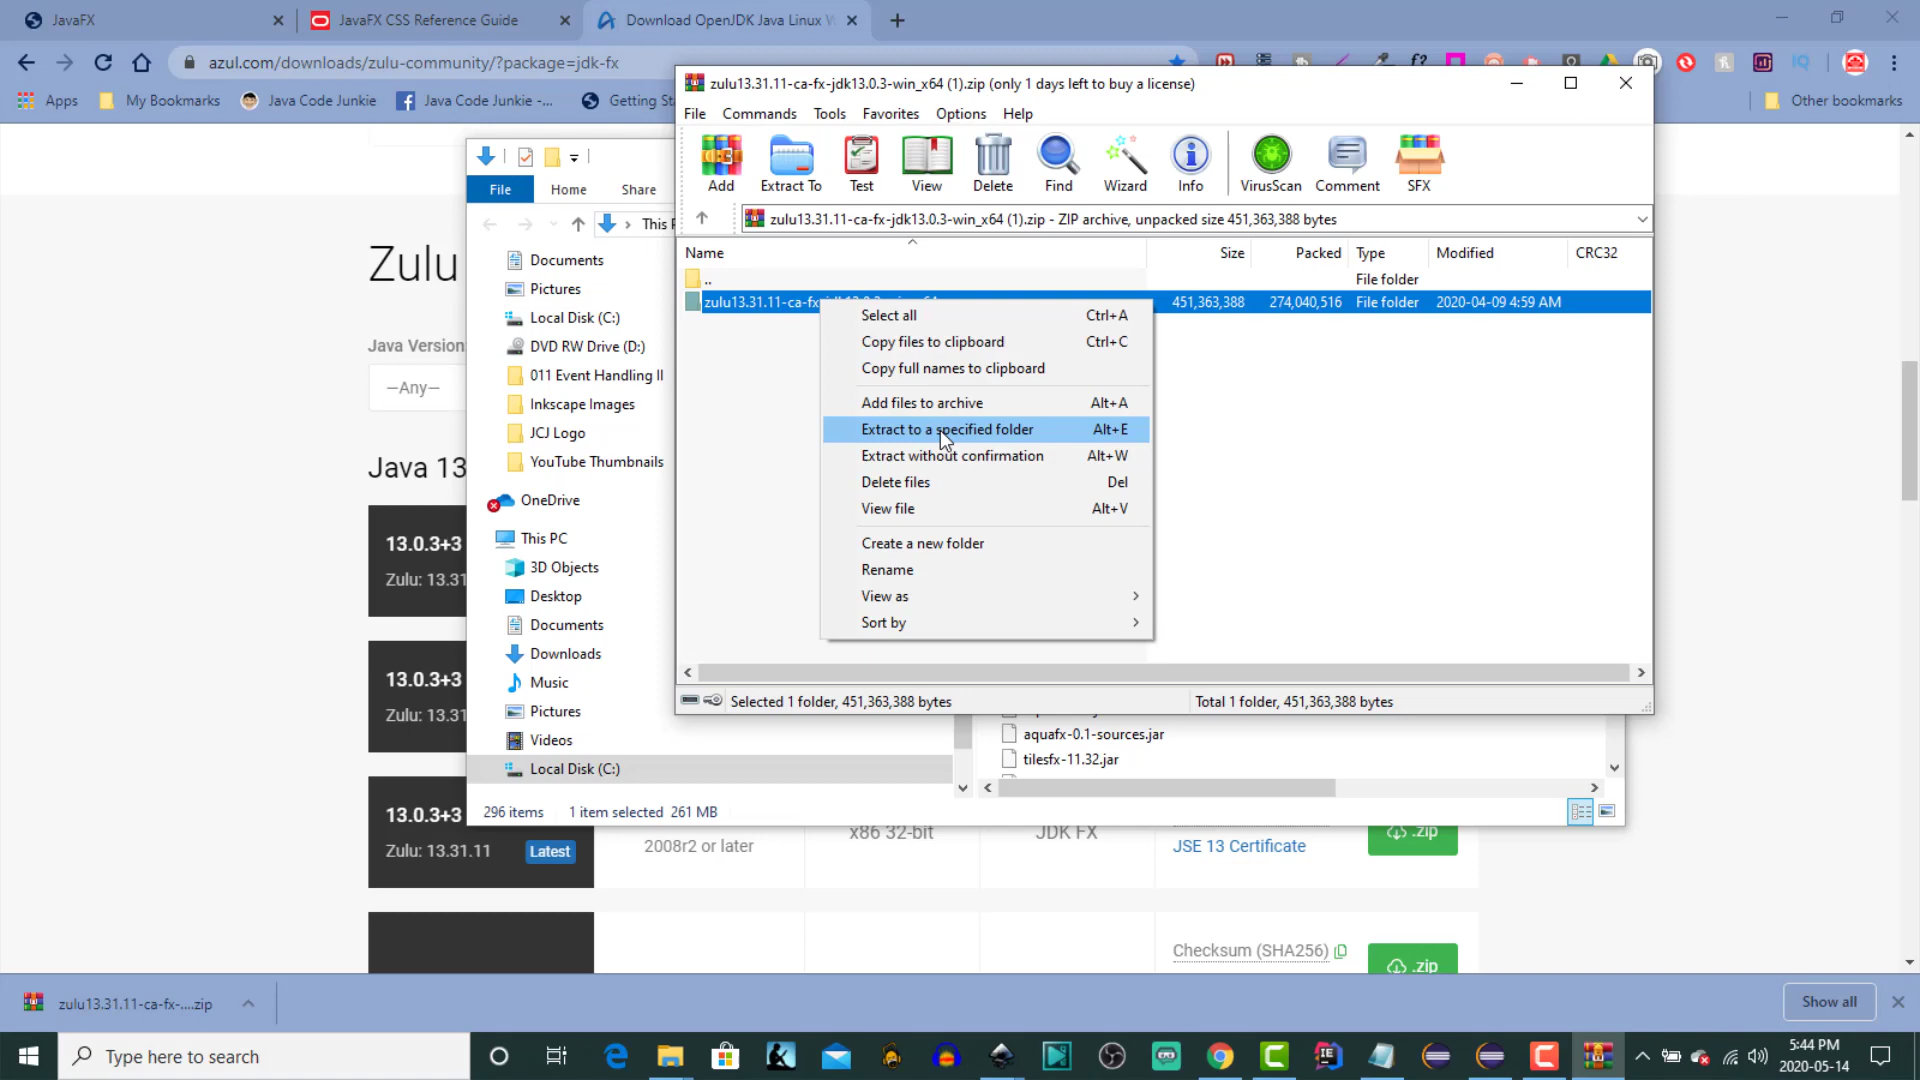 JavaFX
JavaFX CSS Reference Guide
Download OpenJDK Java Linux W
azul.com/downloads/zulu-community/?package=jdk-fx
Apps
My Bookmarks
Java Code Junkie
Java Code Junkie -...
Getting St
Other bookmarks
zulu13.31.11-ca-fx-jdk13.0.3-win_x64 (1).zip (only 1 days left to buy a license)
File Commands Tools Favorites Options Help
Add
Extract To
Test
View
Delete
Find
Wizard
Info
VirusScan
Comment
SFX
zulu13.31.11-ca-fx-jdk13.0.3-win_x64 (1).zip - ZIP archive, unpacked size 451,363,388 bytes
Name Size Packed Type Modified CRC32
.. File folder
zulu13.31.11-ca-fx-jdk13.0.3-win_x64 451,363,388 274,040,516 File folder 2020-04-09 4:59 AM
Select all Ctrl+A
Copy files to clipboard Ctrl+C
Copy full names to clipboard
Add files to archive Alt+A
Extract to a specified folder Alt+E
Extract without confirmation Alt+W
Delete files Del
View file Alt+V
Create a new folder
Rename
View as
Sort by
Selected 1 folder, 451,363,388 bytes
Total 1 folder, 451,363,388 bytes
File Home Share
This P
Documents
Pictures
Local Disk (C:)
DVD RW Drive (D:)
011 Event Handling II
Inkscape Images
JCJ Logo
YouTube Thumbnails
OneDrive
This PC
3D Objects
Desktop
Documents
Downloads
Music
Pictures
Videos
Local Disk (C:)
aquafx-0.1-sources.jar
tilesfx-11.32.jar
296 items 1 item selected 261 MB
Zulu
Java Version
—Any—
Java 13
13.0.3+3
Zulu: 13.31
13.0.3+3
Zulu: 13.31
13.0.3+3
Zulu: 13.31.11
Latest
2008r2 or later
x86 32-bit
JDK FX
JSE 13 Certificate
.zip
Checksum (SHA256)
.zip
zulu13.31.11-ca-fx-....zip
Show all
Type here to search
5:44 PM
2020-05-14